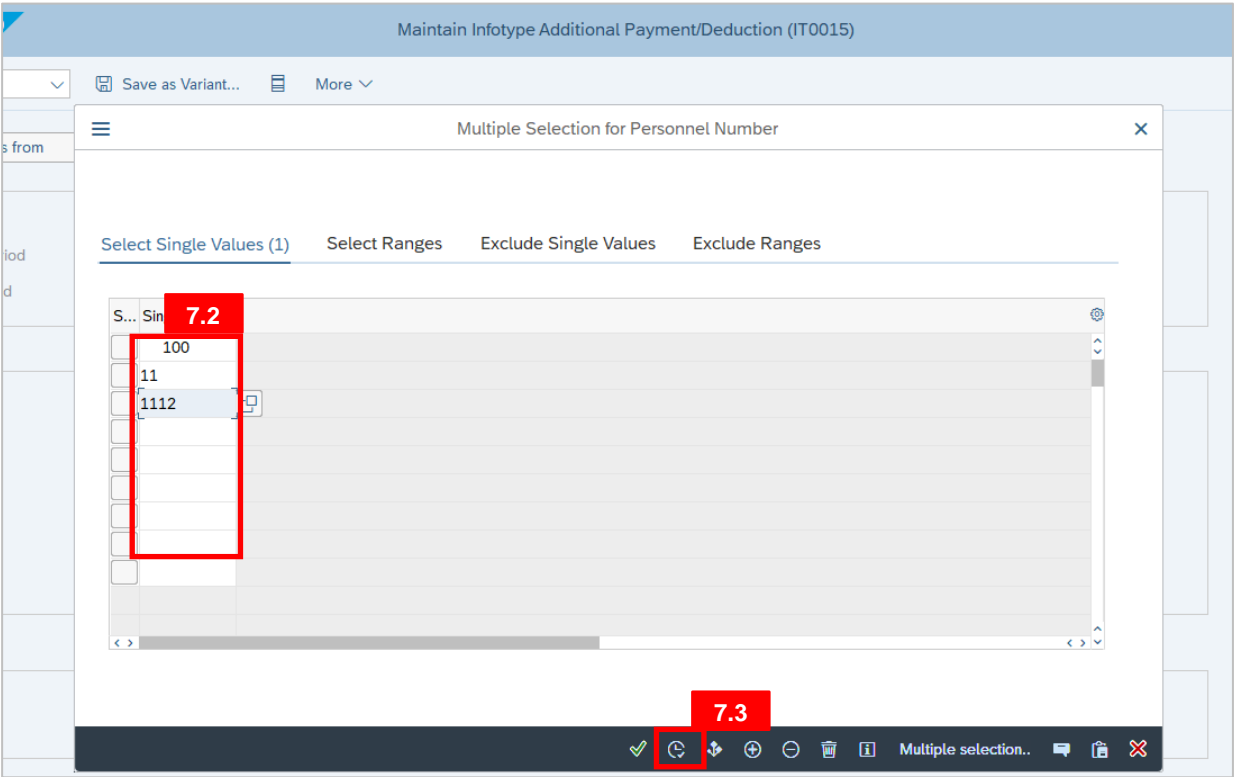 Maintain Infotype Additional Payment/Deduction (IT0015)
Save as Variant... More
Multiple Selection for Personnel Number
s from
Select Single Values (1) Select Ranges Exclude Single Values Exclude Ranges
iod
d
S... Sin 7.2
100
11
1112
7.3
Multiple selection..